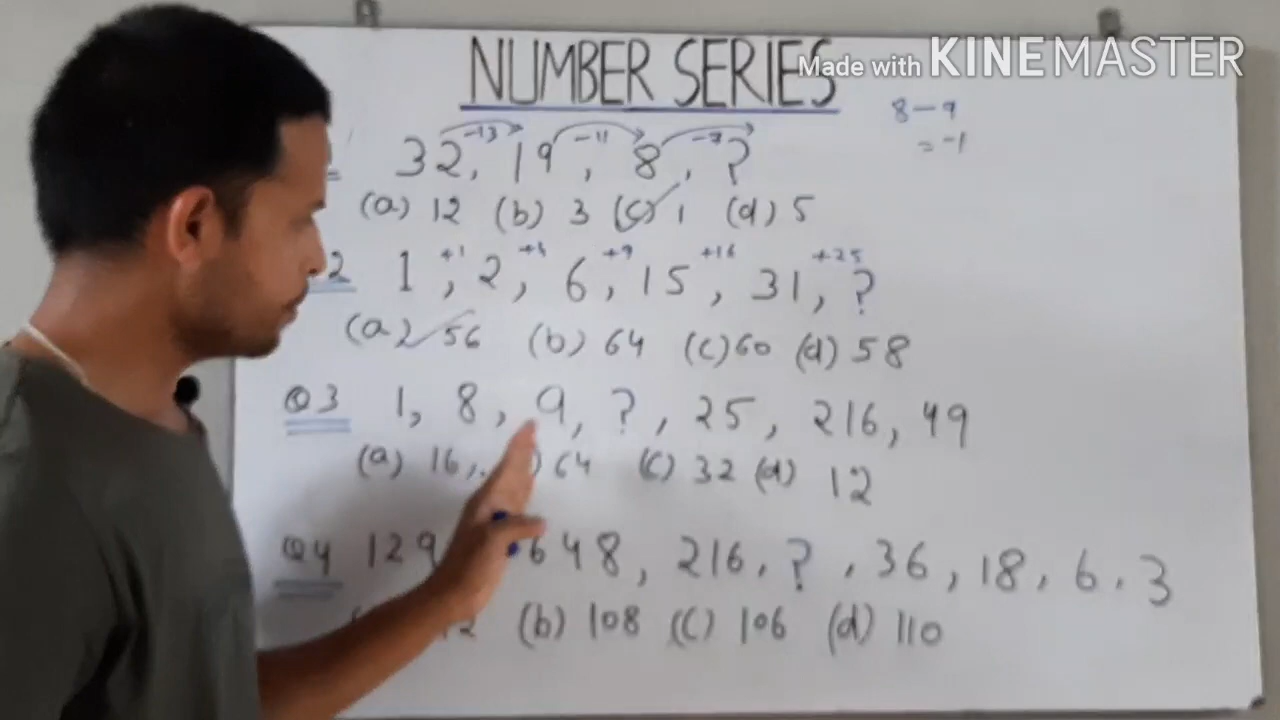 NUMBER SERIES
Made with KINEMASTER
8 - 9
= -1
-13 -11 -7
32, 19, 8, ?
(a) 12 (b) 3 (c) 1 (d) 5
+1 +4 +9 +16 +25
2 1, 2, 6, 15, 31, ?
(a) 56 (b) 64 (c) 60 (d) 58
Q3 1, 8, 9, ?, 25, 216, 49
(a) 16, ) 64 (c) 32 (d) 12
Q4 129 648, 216, ?, 36, 18, 6, 3
(b) 108 (c) 106 (d) 110